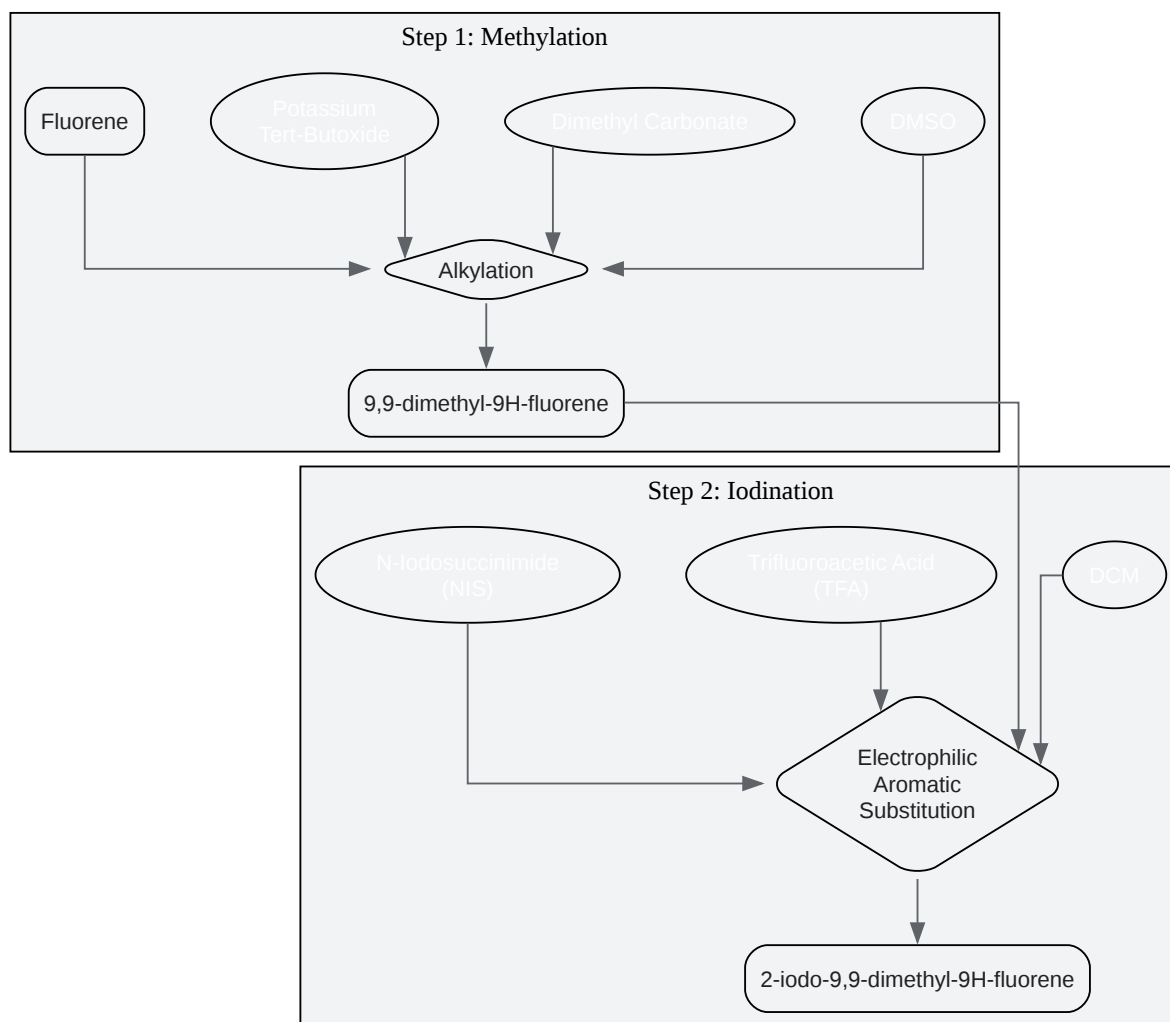 Step 1: Methylation
Fluorene
Potassium
Tert-Butoxide
Dimethyl Carbonate
DMSO
Alkylation
9,9-dimethyl-9H-fluorene
Step 2: Iodination
N-Iodosuccinimide
(NIS)
Trifluoroacetic Acid
(TFA)
DCM
Electrophilic
Aromatic
Substitution
2-iodo-9,9-dimethyl-9H-fluorene